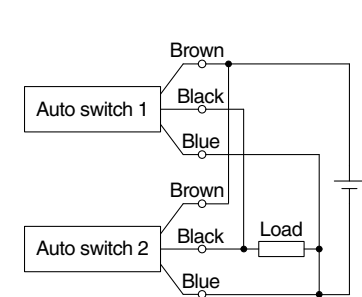 Brown
Auto switch 1
Black
Blue
Brown
Auto switch 2
Black
Load
Blue